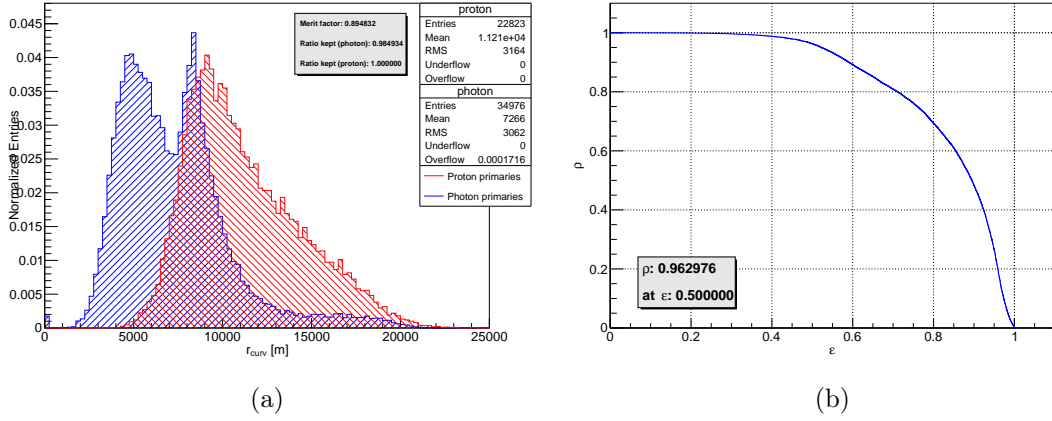 Normalized Entries
0.045
0.04
0.035
0.03
0.025
0.02
0.015
0.01
0.005
0
0 5000 10000 15000 20000 25000
r_curv [m]
Merit factor: 0.894832
Ratio kept (photon): 0.984934
Ratio kept (proton): 1.000000
proton
Entries 22823
Mean 1.121e+04
RMS 3164
Underflow 0
Overflow 0
photon
Entries 34976
Mean 7266
RMS 3062
Underflow 0
Overflow 0.0001716
Proton primaries
Photon primaries
(a)
ρ
1
0.8
0.6
0.4
0.2
0
0 0.2 0.4 0.6 0.8 1
ε
ρ: 0.962976
at ε: 0.500000
(b)